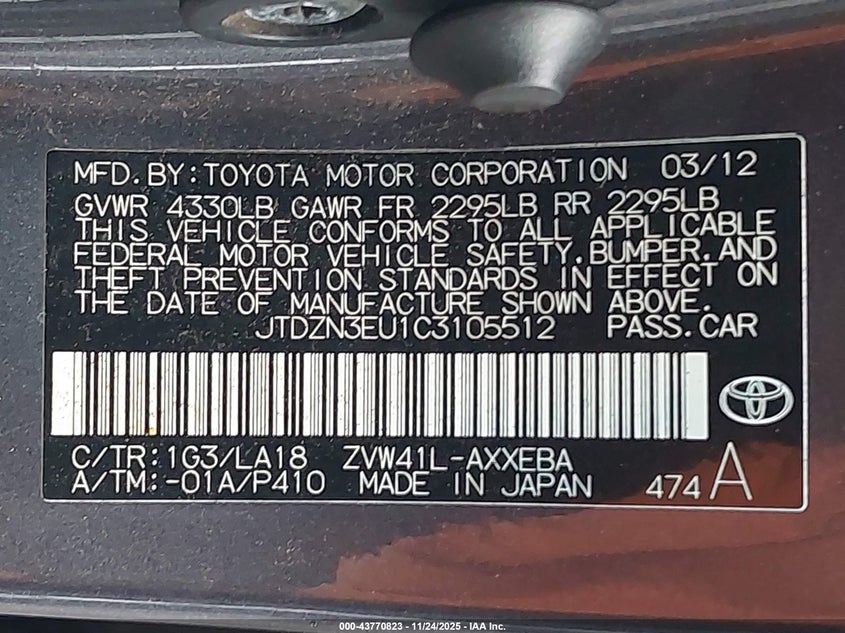 MFD.BY:TOYOTA MOTOR CORPORATION 03/12
GVWR 4330LB GAWR FR 2295LB RR 2295LB
THIS VEHICLE CONFORMS TO ALL APPLICABLE
FEDERAL MOTOR VEHICLE SAFETY,BUMPER,AND
THEFT PREVENTION STANDARDS IN EFFECT ON
THE DATE OF MANUFACTURE SHOWN ABOVE.
JTDZN3EU1C3105512 PASS.CAR
C/TR:1G3/LA18 ZVW41L-AXXEBA
A/TM:-01A/P410 MADE IN JAPAN 474 A
000-43770823 - 11/24/2025 - IAA Inc.